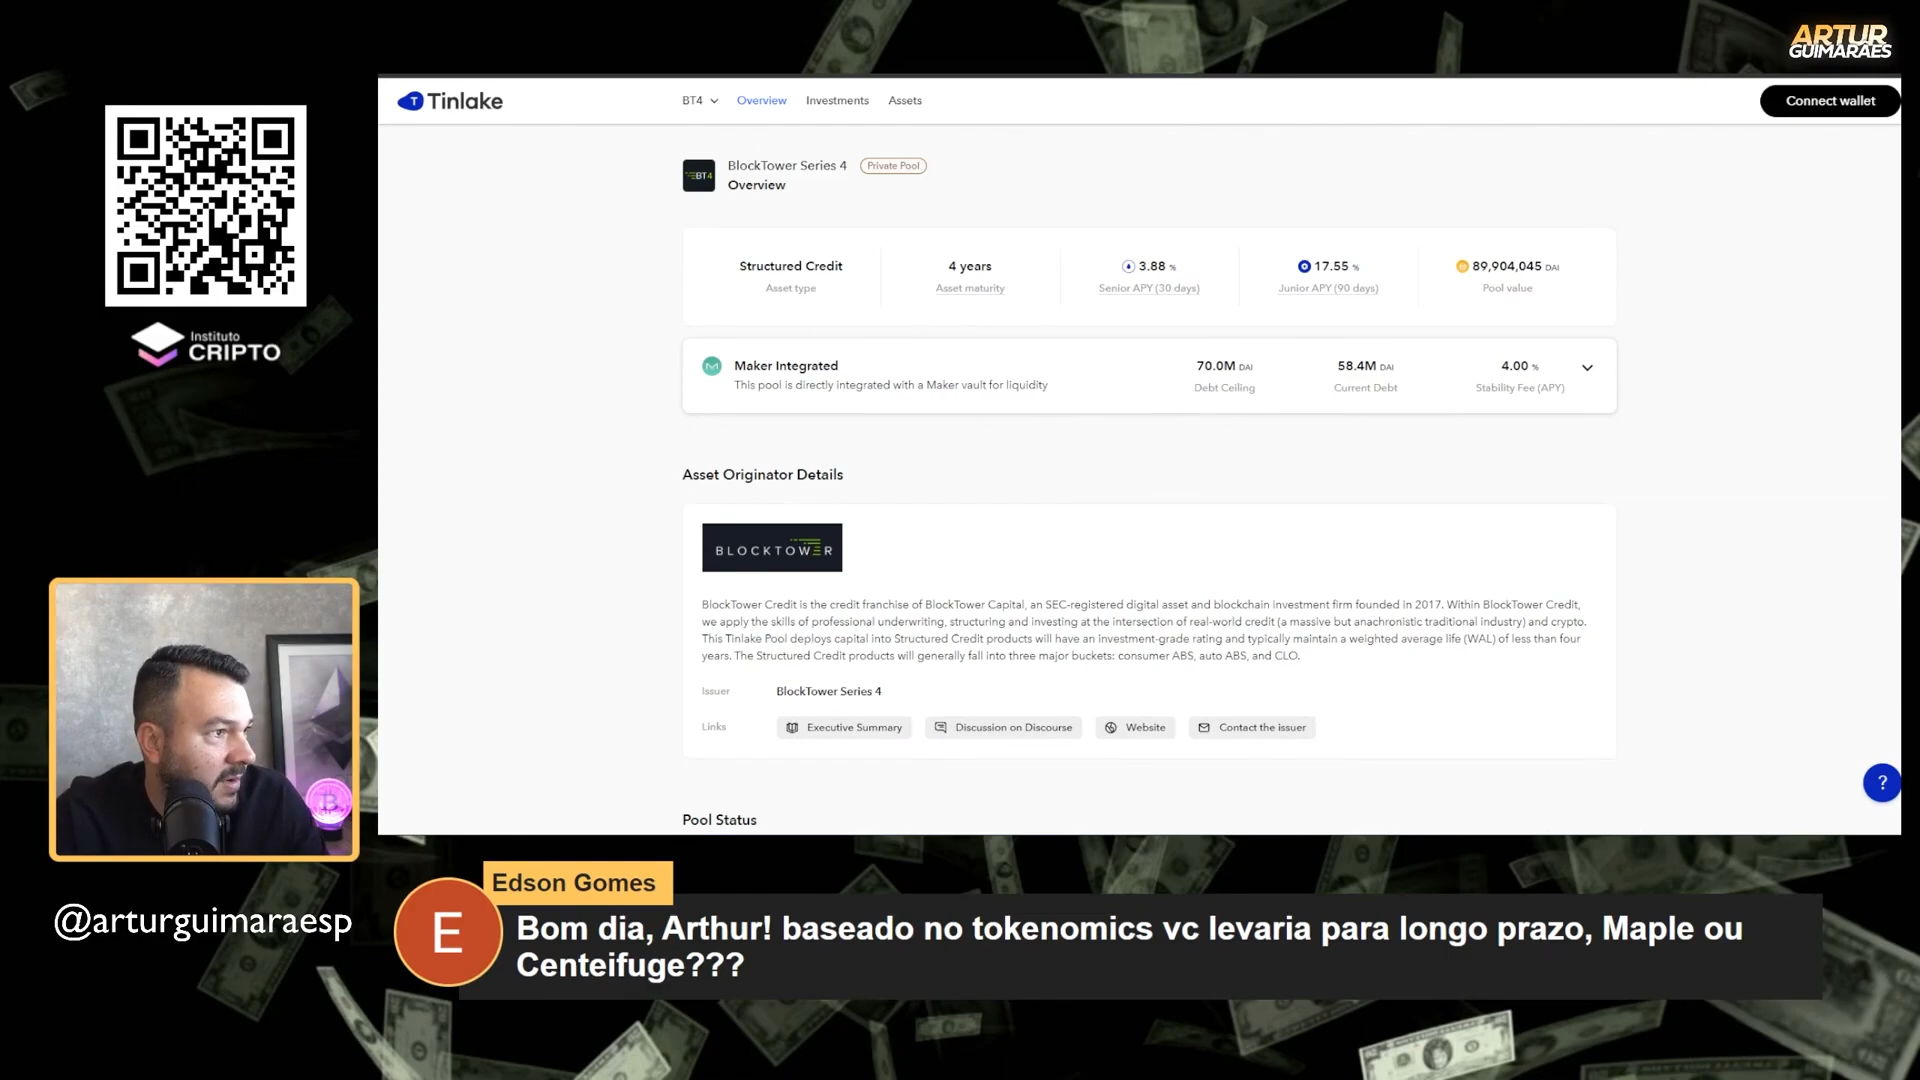 ARTUR
GUIMARÃES
Tinlake
BT4 Overview Investments Assets
Connect wallet
BT4
BlockTower Series 4 Private Pool
Overview
Structured Credit
Asset type
4 years
Asset maturity
3.88 %
Senior APY (30 days)
17.55 %
Junior APY (90 days)
89,904,045 DAI
Pool value
Maker Integrated
This pool is directly integrated with a Maker vault for liquidity
70.0M DAI
Debt Ceiling
58.4M DAI
Current Debt
4.00 %
Stability Fee (APY)
Asset Originator Details
BLOCKTOWER
BlockTower Credit is the credit franchise of BlockTower Capital, an SEC-registered digital asset and blockchain investment firm founded in 2017. Within BlockTower Credit,
we apply the skills of professional underwriting, structuring and investing at the intersection of real-world credit (a massive but anachronistic traditional industry) and crypto.
This Tinlake Pool deploys capital into Structured Credit products will have an investment-grade rating and typically maintain a weighted average life (WAL) of less than four
years. The Structured Credit products will generally fall into three major buckets: consumer ABS, auto ABS, and CLO.
Issuer BlockTower Series 4
Links Executive Summary Discussion on Discourse Website Contact the issuer
?
Pool Status
Instituto
CRIPTO
@arturguimaraesp
Edson Gomes
E
Bom dia, Arthur! baseado no tokenomics vc levaria para longo prazo, Maple ou
Centeifuge???